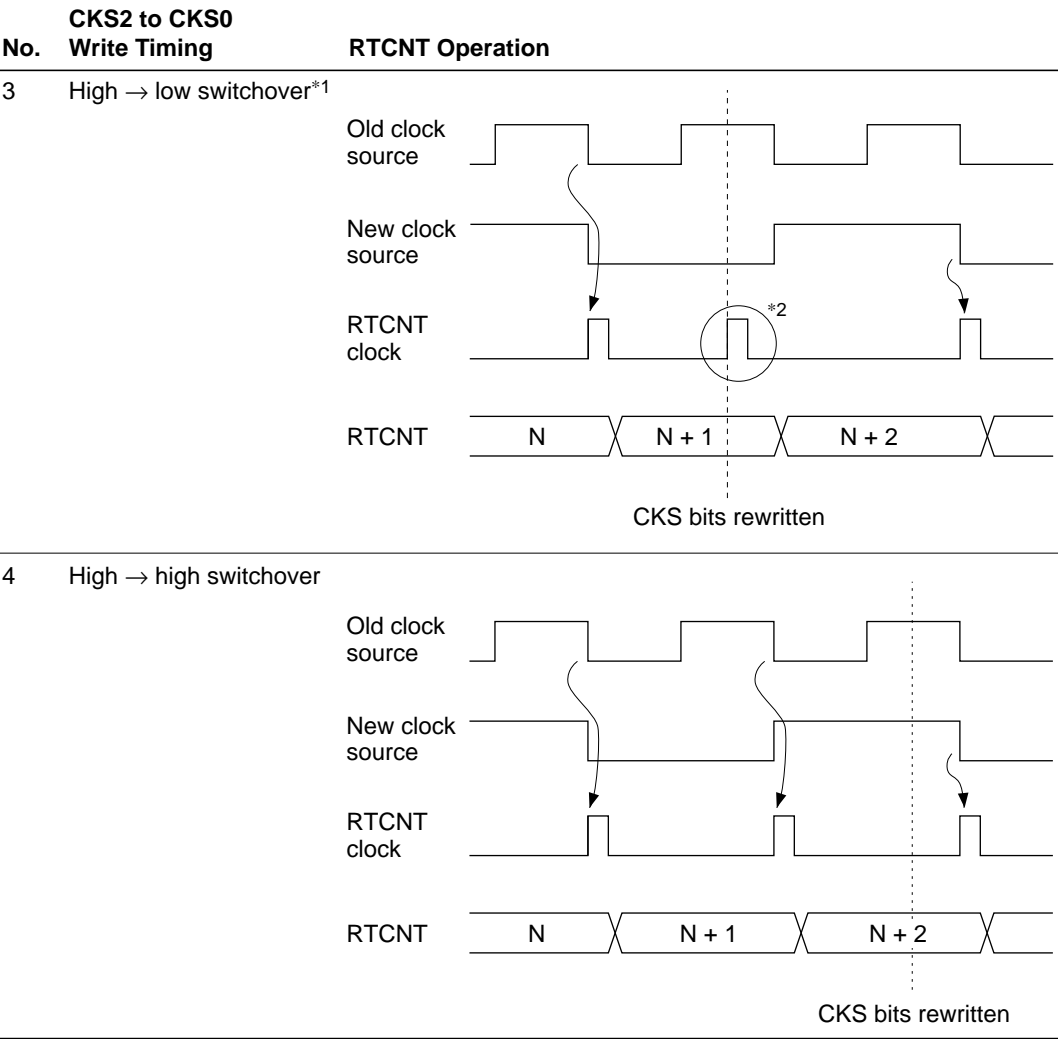 CKS2 to CKS0
No. Write Timing RTCNT Operation
3 High → low switchover*1
Old clock
source
New clock
source
*2
RTCNT
clock
RTCNT N N + 1 N + 2
CKS bits rewritten
4 High → high switchover
Old clock
source
New clock
source
RTCNT
clock
RTCNT N N + 1 N + 2
CKS bits rewritten